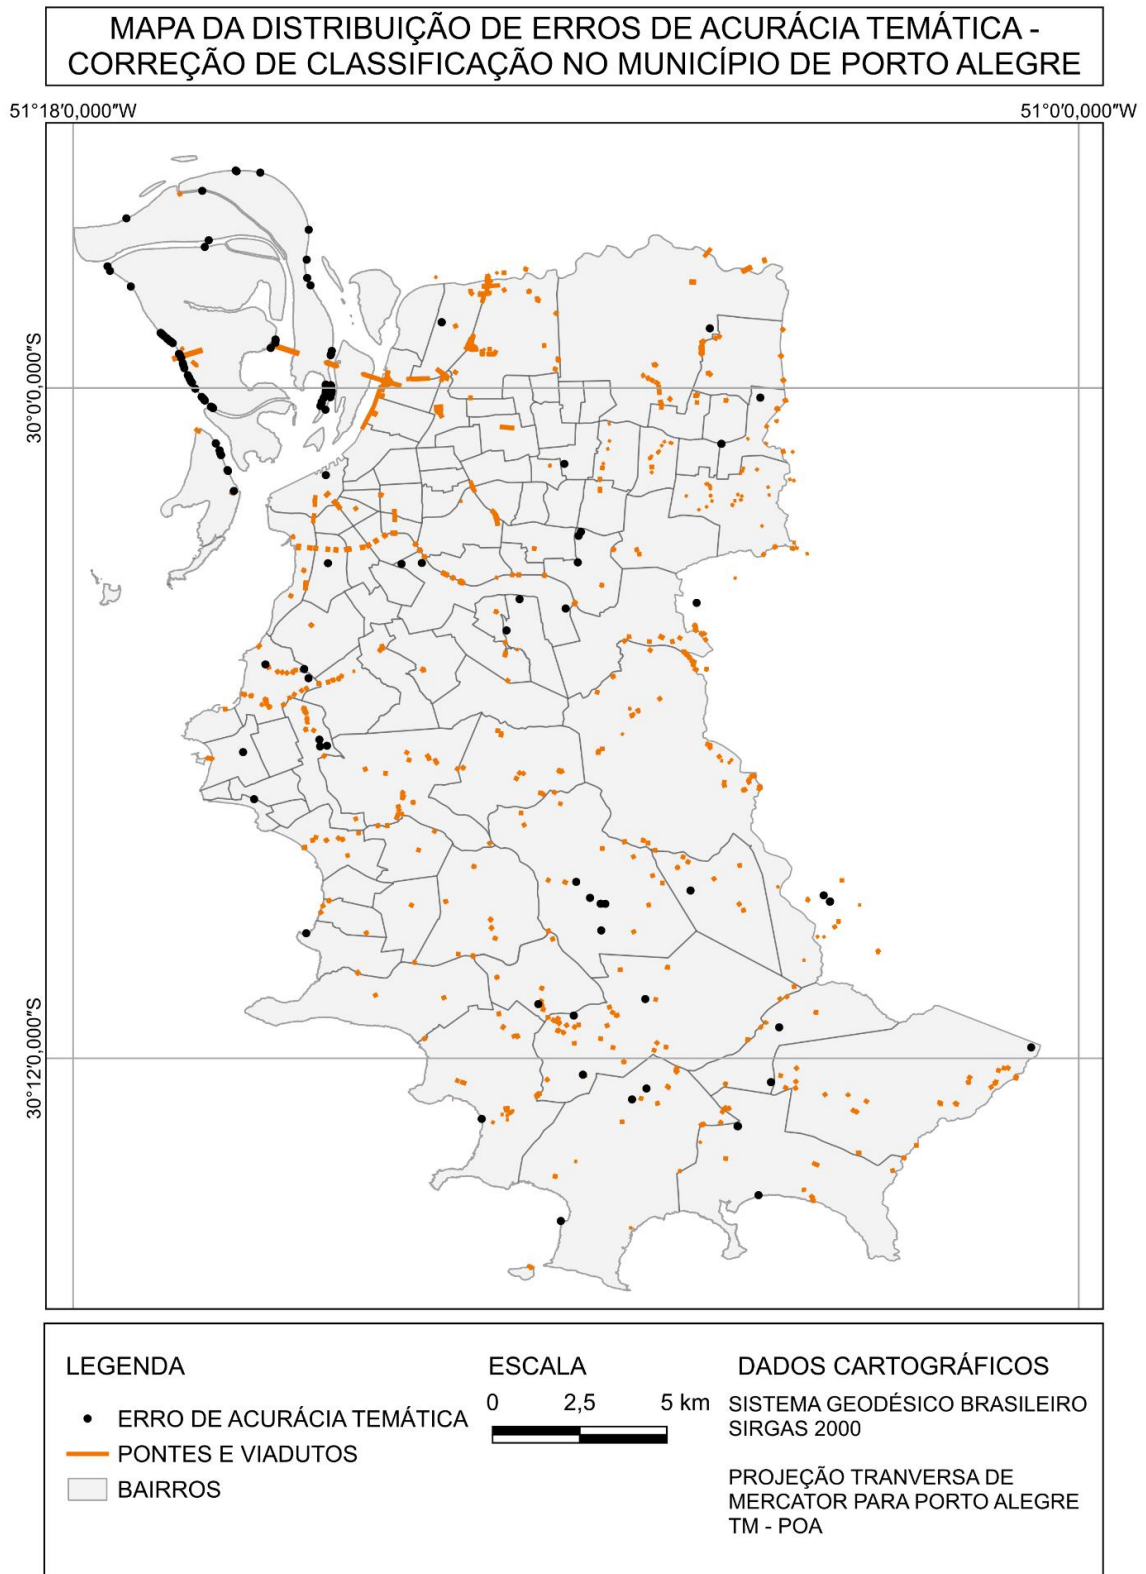 MAPA DA DISTRIBUIÇÃO DE ERROS DE ACURÁCIA TEMÁTICA -
CORREÇÃO DE CLASSIFICAÇÃO NO MUNICÍPIO DE PORTO ALEGRE
51°18'0,000"W
51°0'0,000"W
30°0'0,000"S
30°12'0,000"S
LEGENDA
ERRO DE ACURÁCIA TEMÁTICA
PONTES E VIADUTOS
BAIRROS
ESCALA
0 2,5 5 km
DADOS CARTOGRÁFICOS
SISTEMA GEODÉSICO BRASILEIRO
SIRGAS 2000
PROJEÇÃO TRANVERSA DE
MERCATOR PARA PORTO ALEGRE
TM - POA